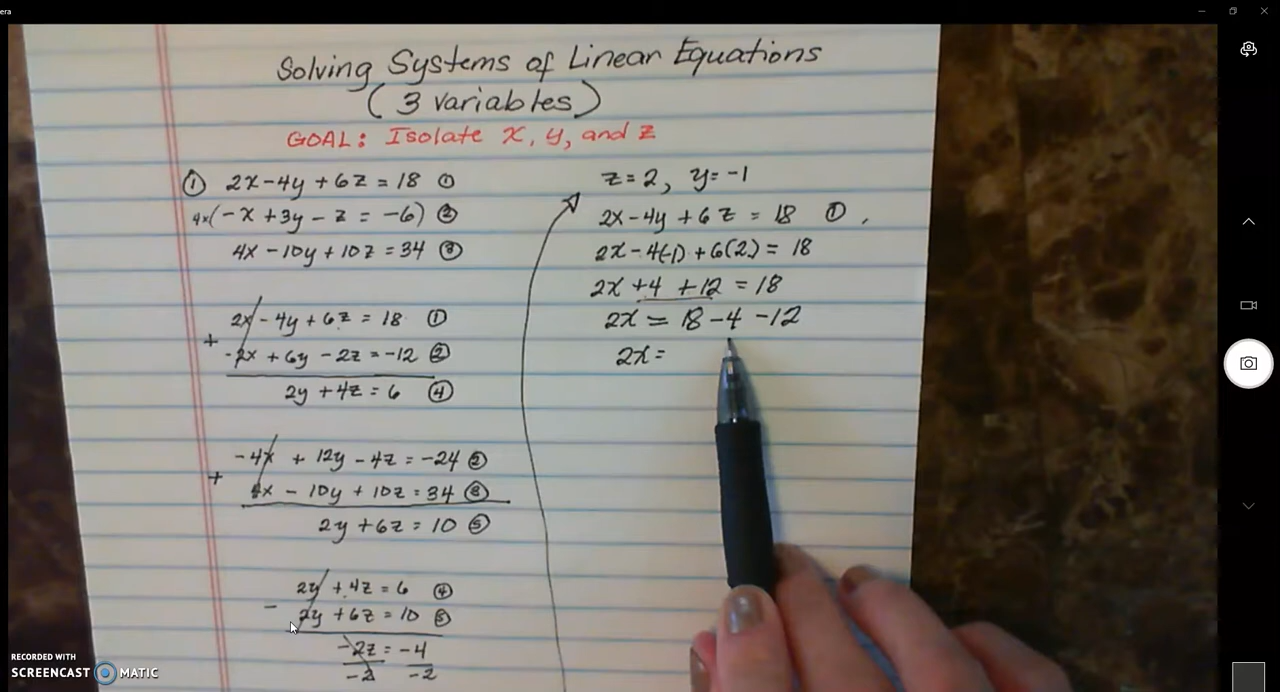 era
Solving Systems of Linear Equations
(3 variables)
GOAL: Isolate x, y, and z
① 2x-4y+6z=18 ①
4x(-x+3y-z=-6) ②
4x-10y+10z=34 ③
2x-4y+6z=18 ①
+
-2x+6y-2z=-12 ②
2y+4z=6 ④
-4x+12y-4z=-24 ②
+
4x-10y+10z=34 ③
2y+6z=10 ⑤
2y+4z=6 ④
-
2y+6z=10 ⑤
-2z=-4
-2 -2
z=2, y=-1
2x-4y+6z=18 ①,
2x-4(-1)+6(2)=18
2x+4+12=18
2x=18-4-12
2x=
RECORDED WITH
SCREENCAST MATIC